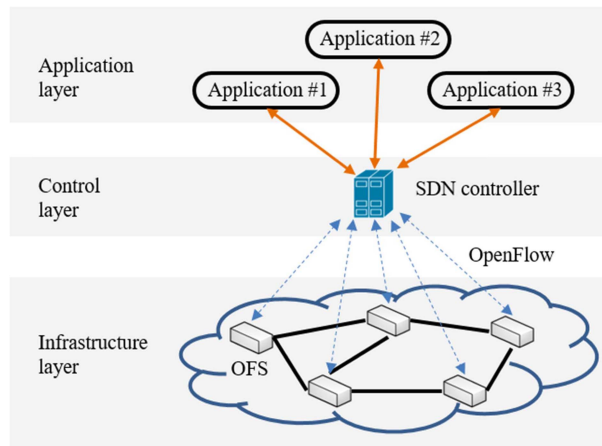 Application #2
Application
layer
Application #1
Application #3
Control
layer
SDN controller
OpenFlow
Infrastructure
layer
OFS